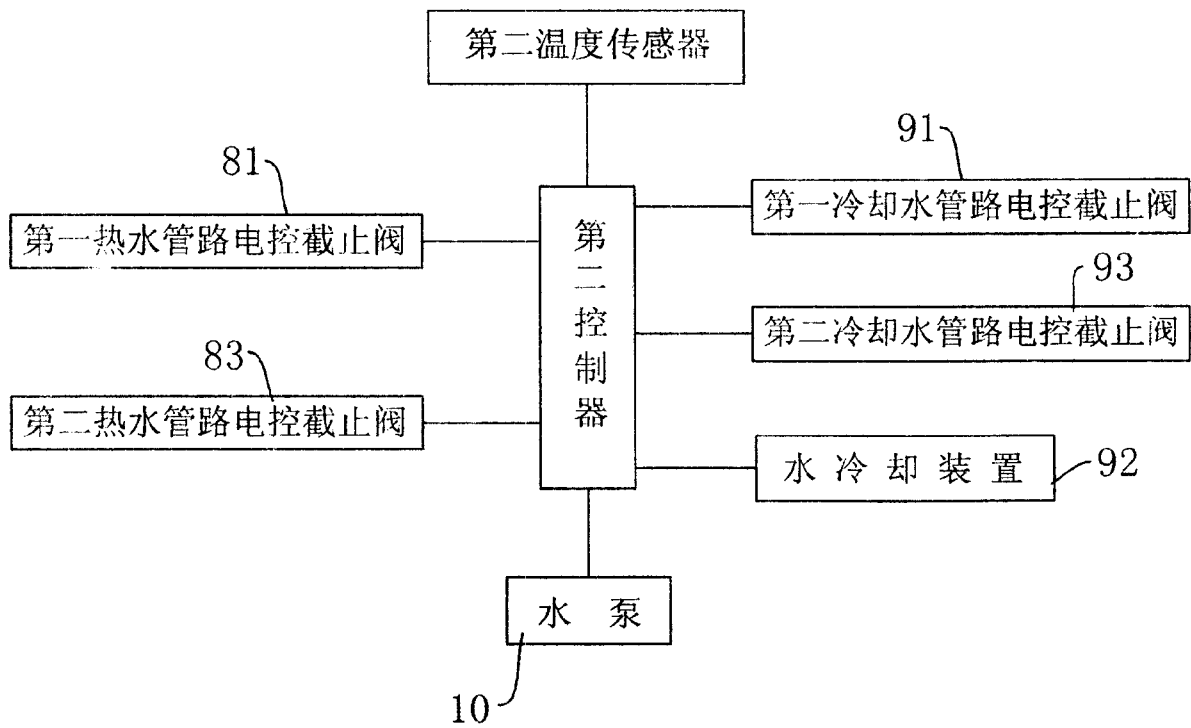 第二温度传感器
91
第一冷却水管路电控截止阀
81
第一热水管路电控截止阀
第二控制器
93
第二冷却水管路电控截止阀
83
第二热水管路电控截止阀
水冷却装置
92
水泵
10